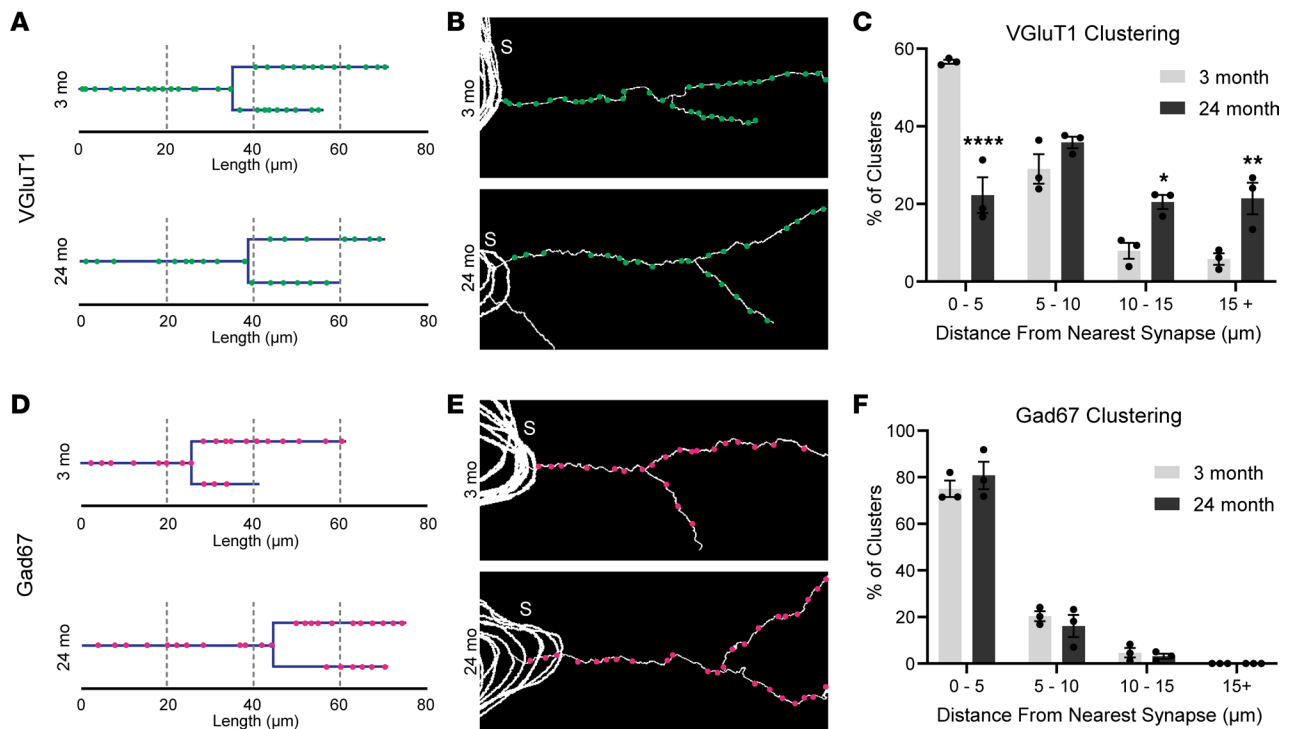 A
3 mo
0 20 40 60 80
Length (µm)
VGluT1
24 mo
0 20 40 60 80
Length (µm)
B
S
3 mo
S
24 mo
C
VGluT1 Clustering
3 month
24 month
60
40
20
0
% of Clusters
****
*
**
0 - 5 5 - 10 10 - 15 15 +
Distance From Nearest Synapse (µm)
D
3 mo
0 20 40 60 80
Length (µm)
Gad67
24 mo
0 20 40 60 80
Length (µm)
E
S
3 mo
S
24 mo
F
Gad67 Clustering
3 month
24 month
100
80
60
40
20
0
% of Clusters
0 - 5 5 - 10 10 - 15 15+
Distance From Nearest Synapse (µm)